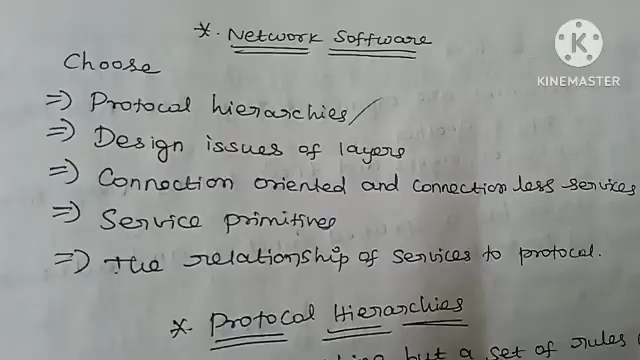 *. Network Software
KINEMASTER
Choose
=> Protocal hierarchies/
=> Design issues of layers
=> Connection oriented and connection less services
=> Service primitives
=> The relationship of services to protocal.
* Protocal Hierarchies
but a set of rules